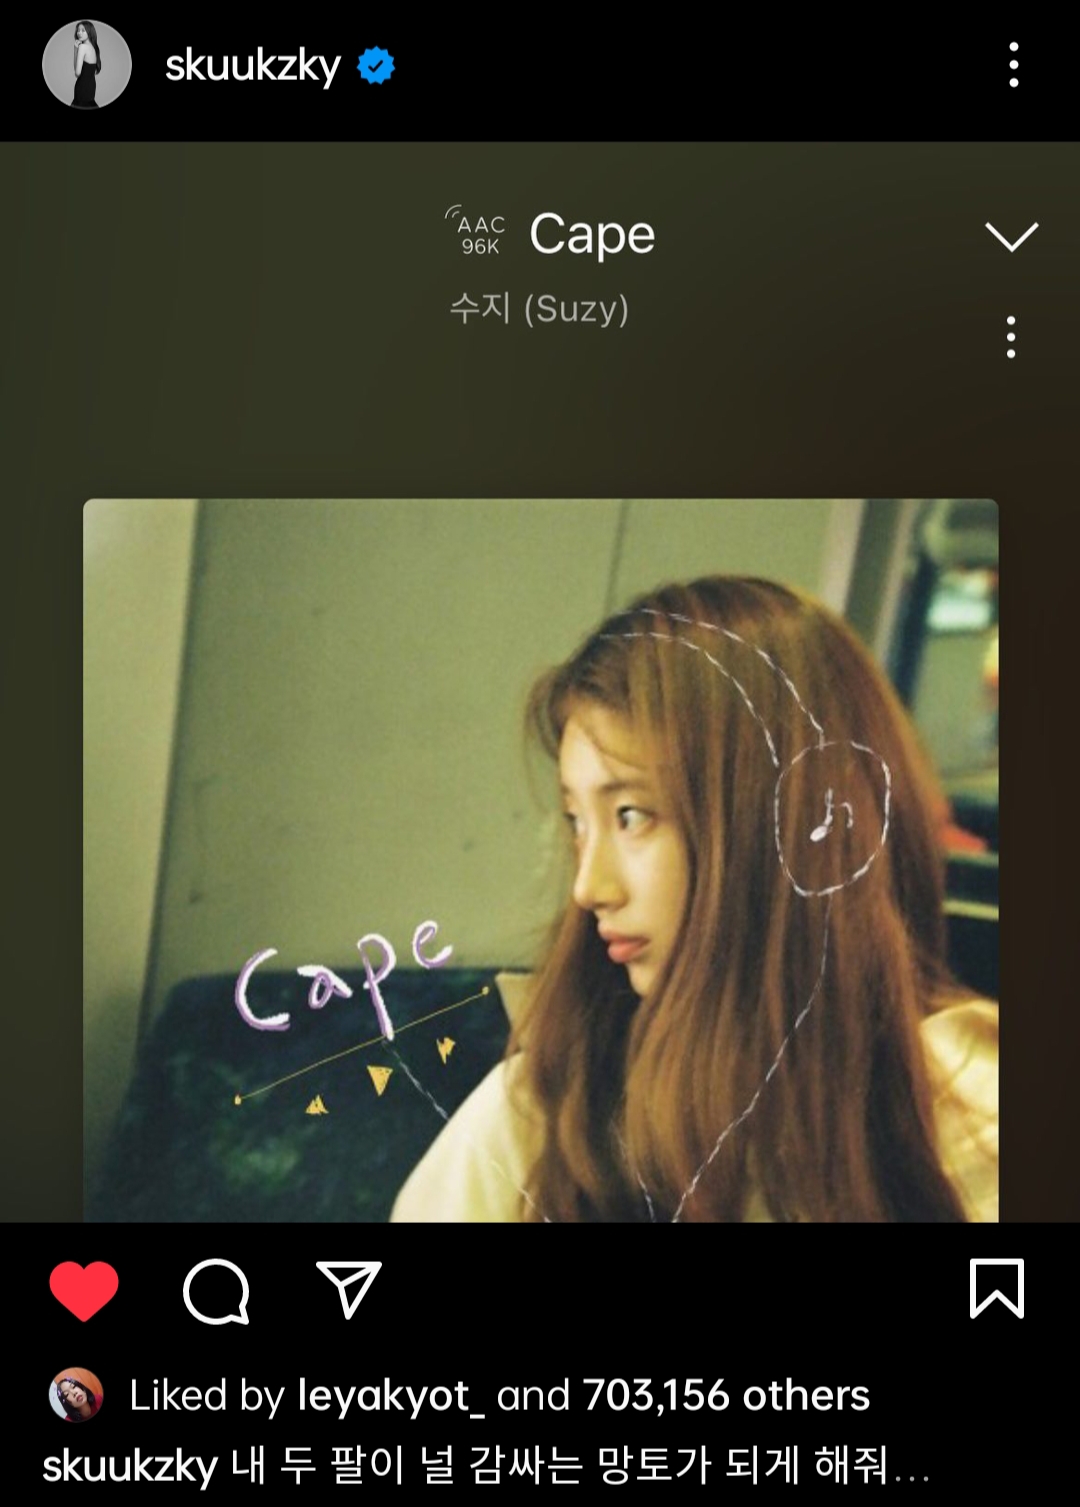 skuukzky
AAC
96K
Cape
수지 (Suzy)
Cape
Liked by leyakyot_ and 703,156 others
skuukzky 내 두 팔이 널 감싸는 망토가 되게 해줘...